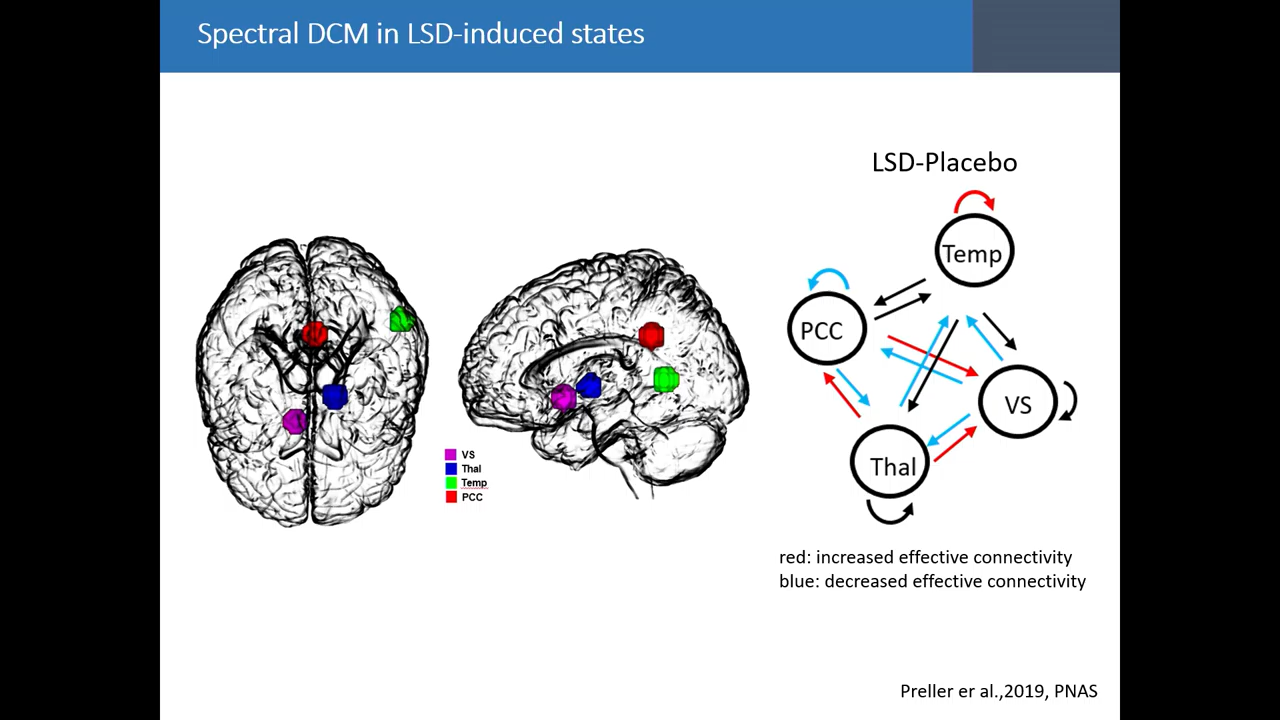 Spectral DCM in LSD-induced states
LSD-Placebo
Temp
PCC
VS
Thal
VS
Thal
Temp
PCC
red: increased effective connectivity
blue: decreased effective connectivity
Preller er al.,2019, PNAS